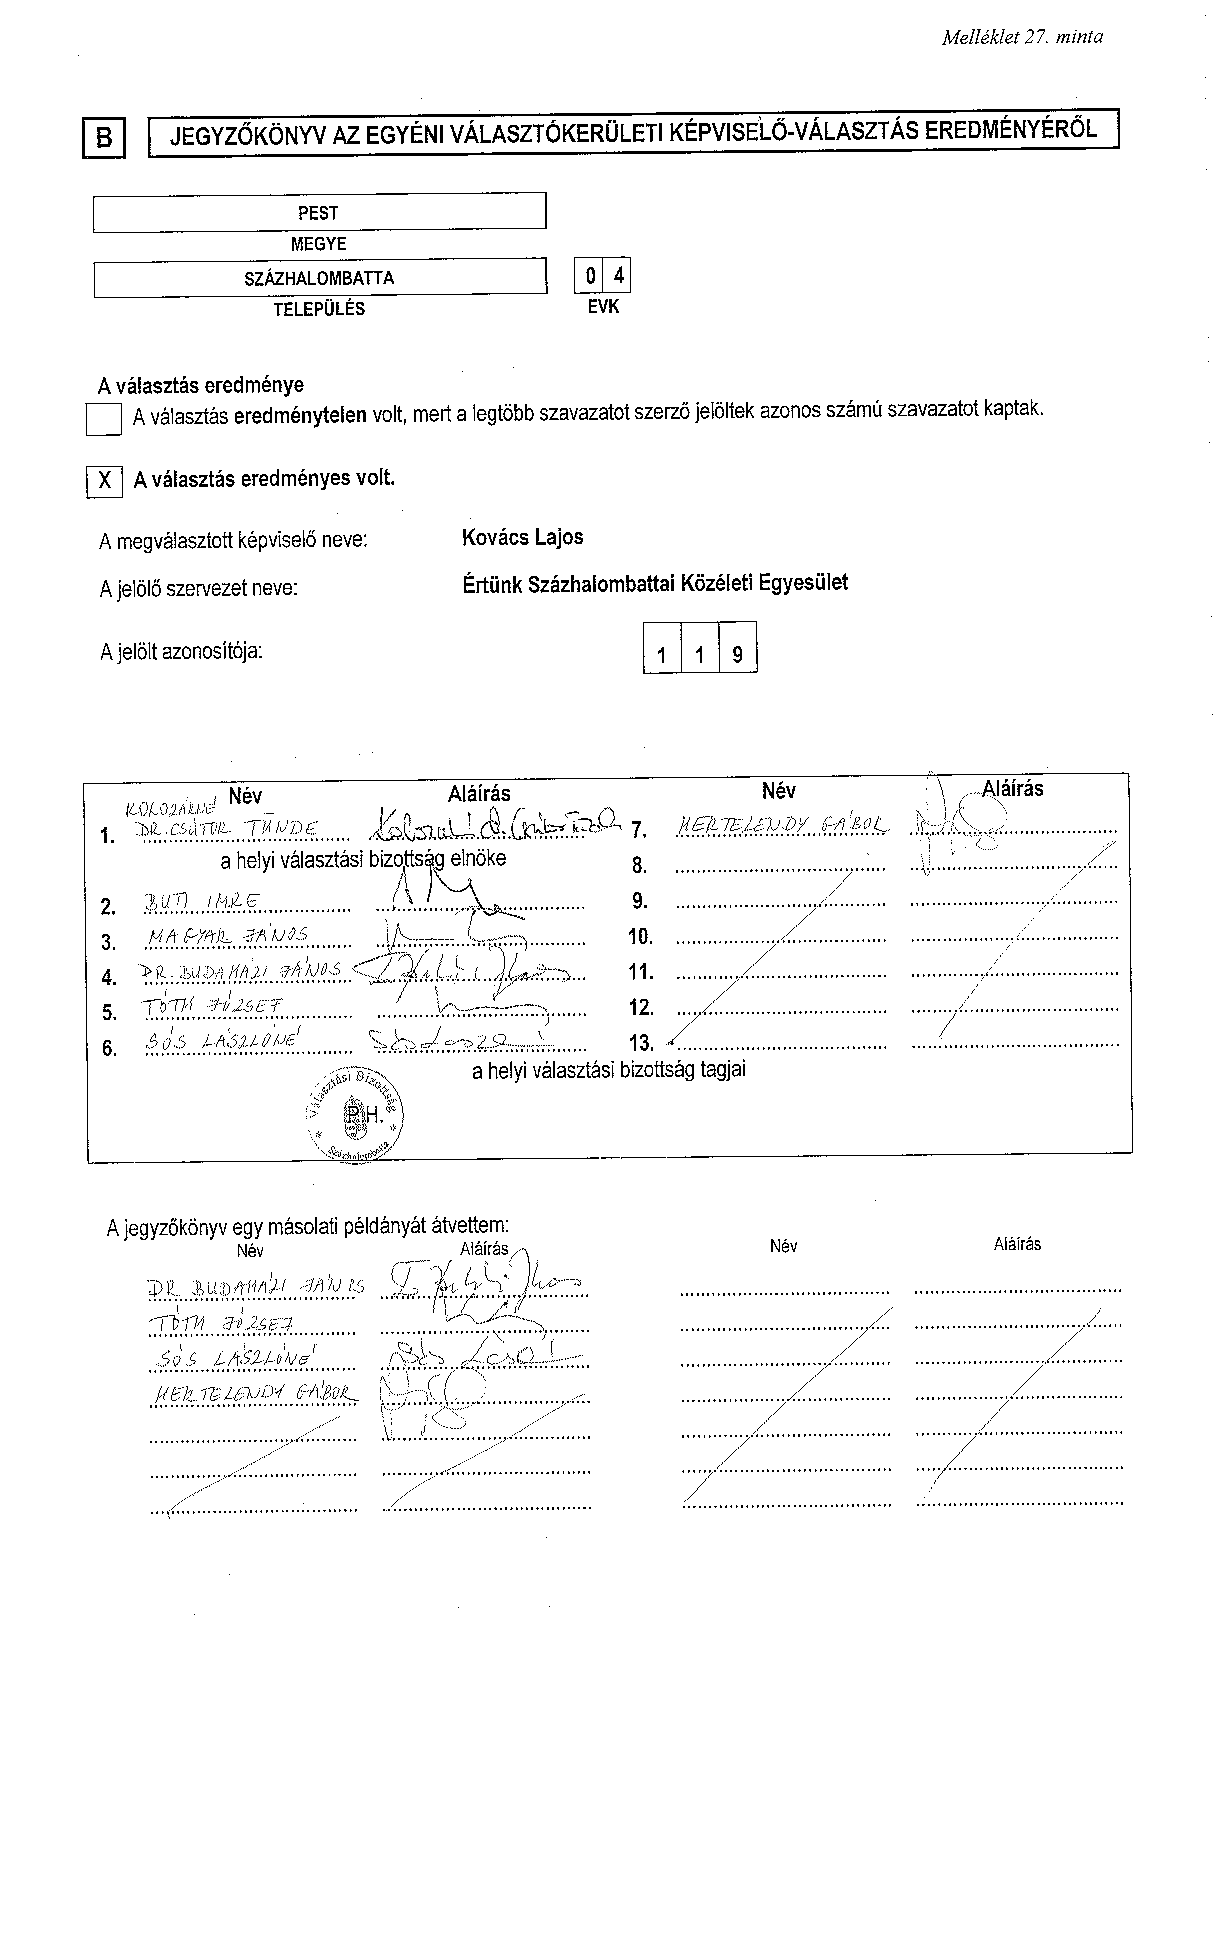 Melléklet 27. minta
B JEGYZŐKÖNYV AZ EGYÉNI VÁLASZTÓKERÜLETI KÉPVISELŐ-VÁLASZTÁS EREDMÉNYÉRŐL
PEST
MEGYE
SZÁZHALOMBATTA 0 4
TELEPÜLÉS EVK
A választás eredménye
A választás eredménytelen volt, mert a legtöbb szavazatot szerző jelöltek azonos számú szavazatot kaptak.
X A választás eredményes volt.
A megválasztott képviselő neve: Kovács Lajos
A jelölő szervezet neve: Értünk Százhalombattai Közéleti Egyesület
A jelölt azonosítója: 1 1 9
Név Aláírás Név Aláírás
1. DR. CSÚTOR TÜNDE 7. HERTELENDY GÁBOR
a helyi választási bizottság elnöke 8.
2. BUTI IMRE 9.
3. MAGYAR JÁNOS 10.
4. DR. BUDAHÁZI JÁNOS 11.
5. TÓTH JÓZSEF 12.
6. SÓS LÁSZLÓNÉ 13.
a helyi választási bizottság tagjai
Választási Bizottság
P.H.
Százhalombatta
A jegyzőkönyv egy másolati példányát átvettem:
Név Aláírás Név Aláírás
DR BUDAHÁZI JÁNOS
TÓTH JÓZSEF
SÓS LÁSZLÓNÉ
HERTELENDY GÁBOR